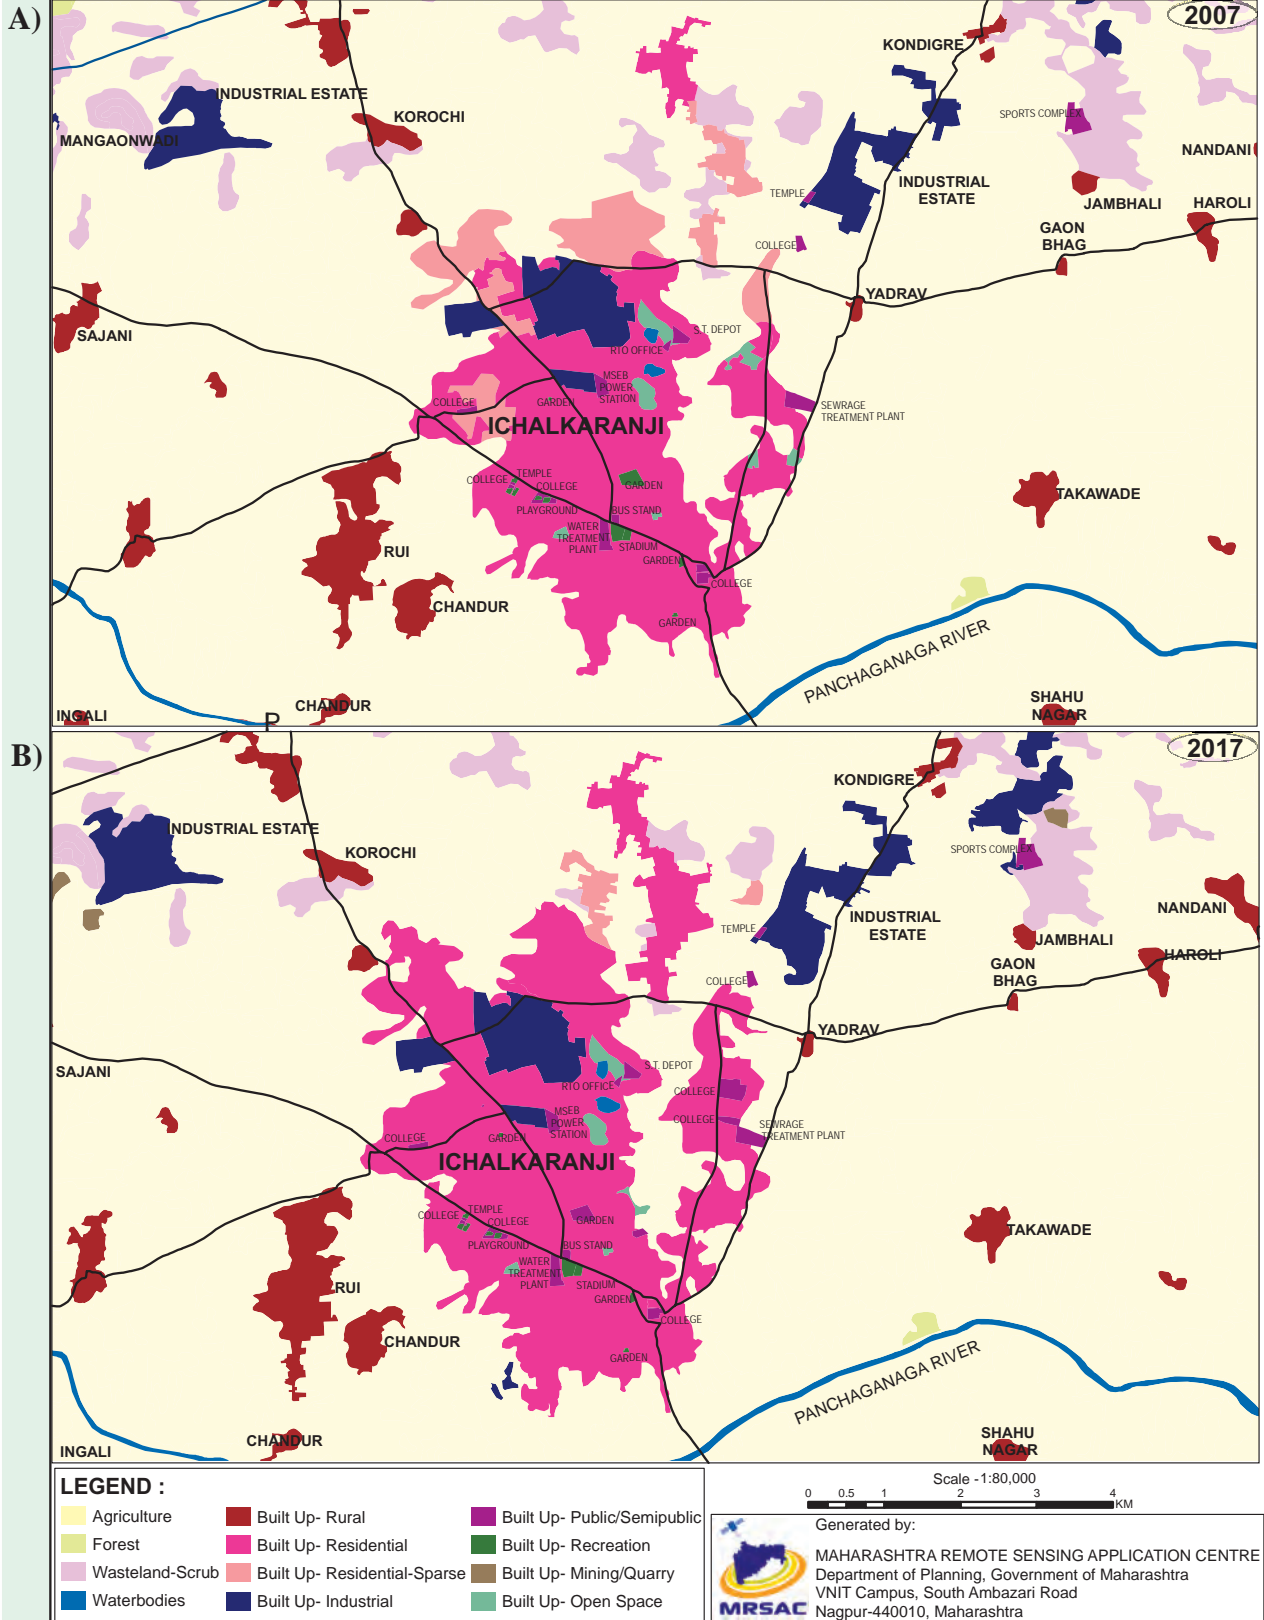 A)
2007
KONDIGRE
INDUSTRIAL ESTATE
KOROCHI
SPORTS COMPLEX
MANGAONWADI
NANDANI
INDUSTRIAL
ESTATE
TEMPLE
JAMBHALI
HAROLI
GAON
BHAG
COLLEGE
YADRAV
SAJANI
S.T. DEPOT
RTO OFFICE
MSEB
POWER
STATION
COLLEGE
GARDEN
SEWRAGE
TREATMENT PLANT
ICHALKARANJI
TEMPLE
COLLEGE
COLLEGE
GARDEN
TAKAWADE
PLAYGROUND
BUS STAND
WATER
TREATMENT
PLANT
STADIUM
RUI
GARDEN
COLLEGE
CHANDUR
GARDEN
PANCHAGANAGA RIVER
SHAHU
NAGAR
CHANDUR
INGALI
P
B)
2017
KONDIGRE
INDUSTRIAL ESTATE
KOROCHI
SPORTS COMPLEX
NANDANI
INDUSTRIAL
ESTATE
TEMPLE
JAMBHALI
HAROLI
GAON
BHAG
COLLEGE
YADRAV
SAJANI
S.T. DEPOT
RTO OFFICE
COLLEGE
MSEB
POWER
STATION
COLLEGE
COLLEGE
GARDEN
SEWRAGE
TREATMENT PLANT
ICHALKARANJI
TEMPLE
COLLEGE
COLLEGE
GARDEN
TAKAWADE
PLAYGROUND
BUS STAND
WATER
TREATMENT
PLANT
STADIUM
RUI
GARDEN
COLLEGE
CHANDUR
GARDEN
PANCHAGANAGA RIVER
SHAHU
NAGAR
CHANDUR
INGALI
LEGEND :
Agriculture
Forest
Wasteland-Scrub
Waterbodies
Built Up- Rural
Built Up- Residential
Built Up- Residential-Sparse
Built Up- Industrial
Built Up- Public/Semipublic
Built Up- Recreation
Built Up- Mining/Quarry
Built Up- Open Space
Scale -1:80,000
0 0.5 1 2 3 4
KM
Generated by:
MAHARASHTRA REMOTE SENSING APPLICATION CENTRE
Department of Planning, Government of Maharashtra
VNIT Campus, South Ambazari Road
Nagpur-440010, Maharashtra
MRSAC